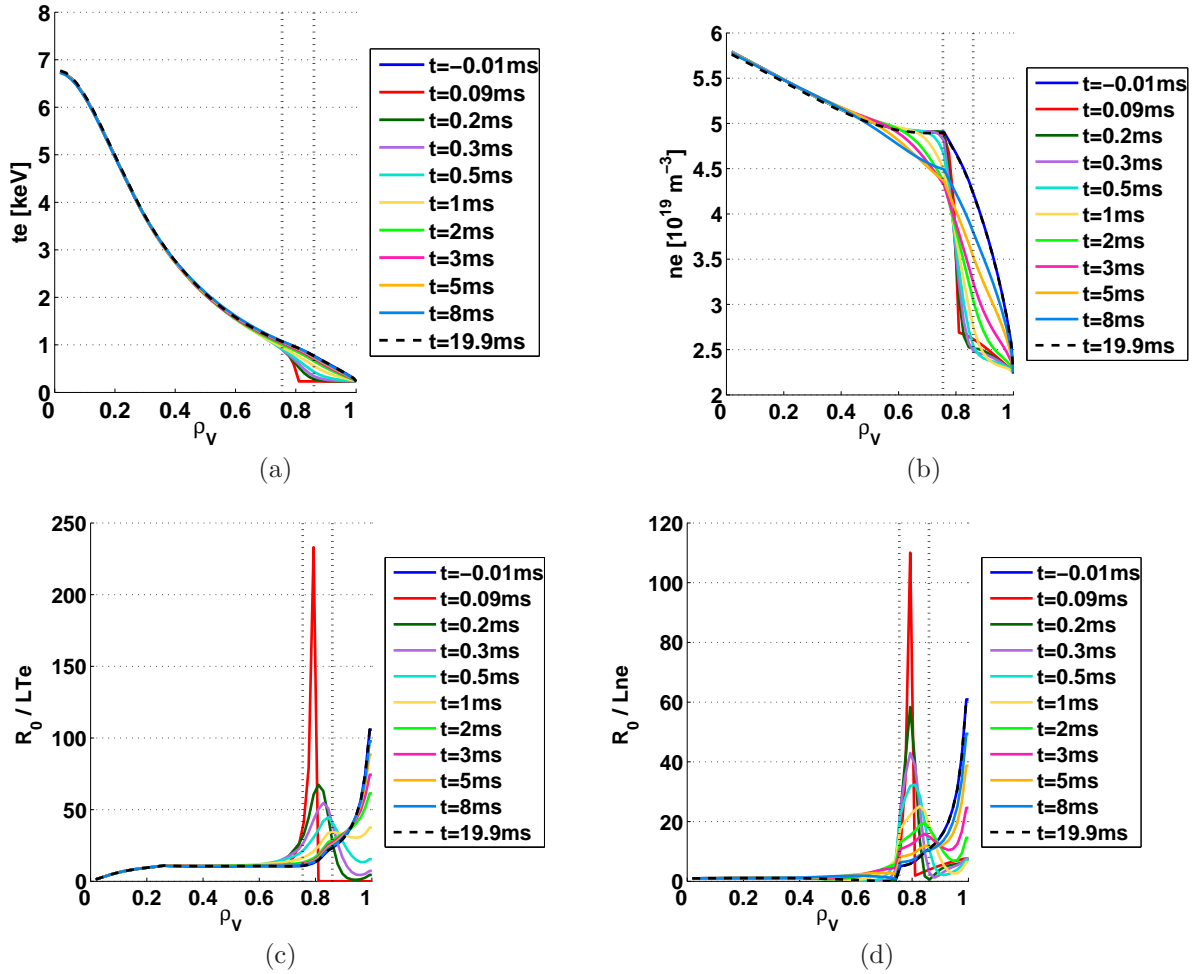 8
7
6
5
4
3
2
1
0
te [keV]
0 0.2 0.4 0.6 0.8 1
ρV
t=−0.01ms
t=0.09ms
t=0.2ms
t=0.3ms
t=0.5ms
t=1ms
t=2ms
t=3ms
t=5ms
t=8ms
t=19.9ms
(a)
6
5.5
5
4.5
4
3.5
3
2.5
2
ne [10^19 m^−3]
0 0.2 0.4 0.6 0.8 1
ρV
t=−0.01ms
t=0.09ms
t=0.2ms
t=0.3ms
t=0.5ms
t=1ms
t=2ms
t=3ms
t=5ms
t=8ms
t=19.9ms
(b)
250
200
150
100
50
0
R0 / LTe
0 0.2 0.4 0.6 0.8 1
ρV
t=−0.01ms
t=0.09ms
t=0.2ms
t=0.3ms
t=0.5ms
t=1ms
t=2ms
t=3ms
t=5ms
t=8ms
t=19.9ms
(c)
120
100
80
60
40
20
0
R0 / Lne
0 0.2 0.4 0.6 0.8 1
ρV
t=−0.01ms
t=0.09ms
t=0.2ms
t=0.3ms
t=0.5ms
t=1ms
t=2ms
t=3ms
t=5ms
t=8ms
t=19.9ms
(d)